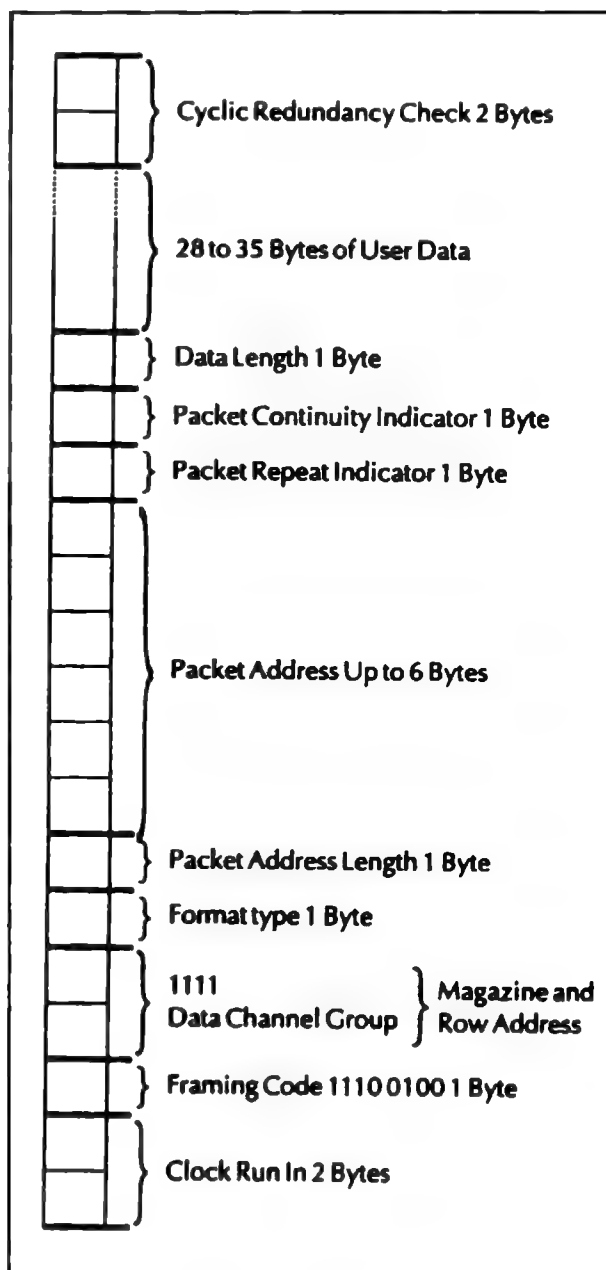 Cyclic Redundancy Check 2 Bytes
28 to 35 Bytes of User Data
Data Length 1 Byte
Packet Continuity Indicator 1 Byte
Packet Repeat Indicator 1 Byte
Packet Address Up to 6 Bytes
Packet Address Length 1 Byte
Format type 1 Byte
1111
Data Channel Group
Magazine and
Row Address
Framing Code 111001001 Byte
Clock Run In 2 Bytes